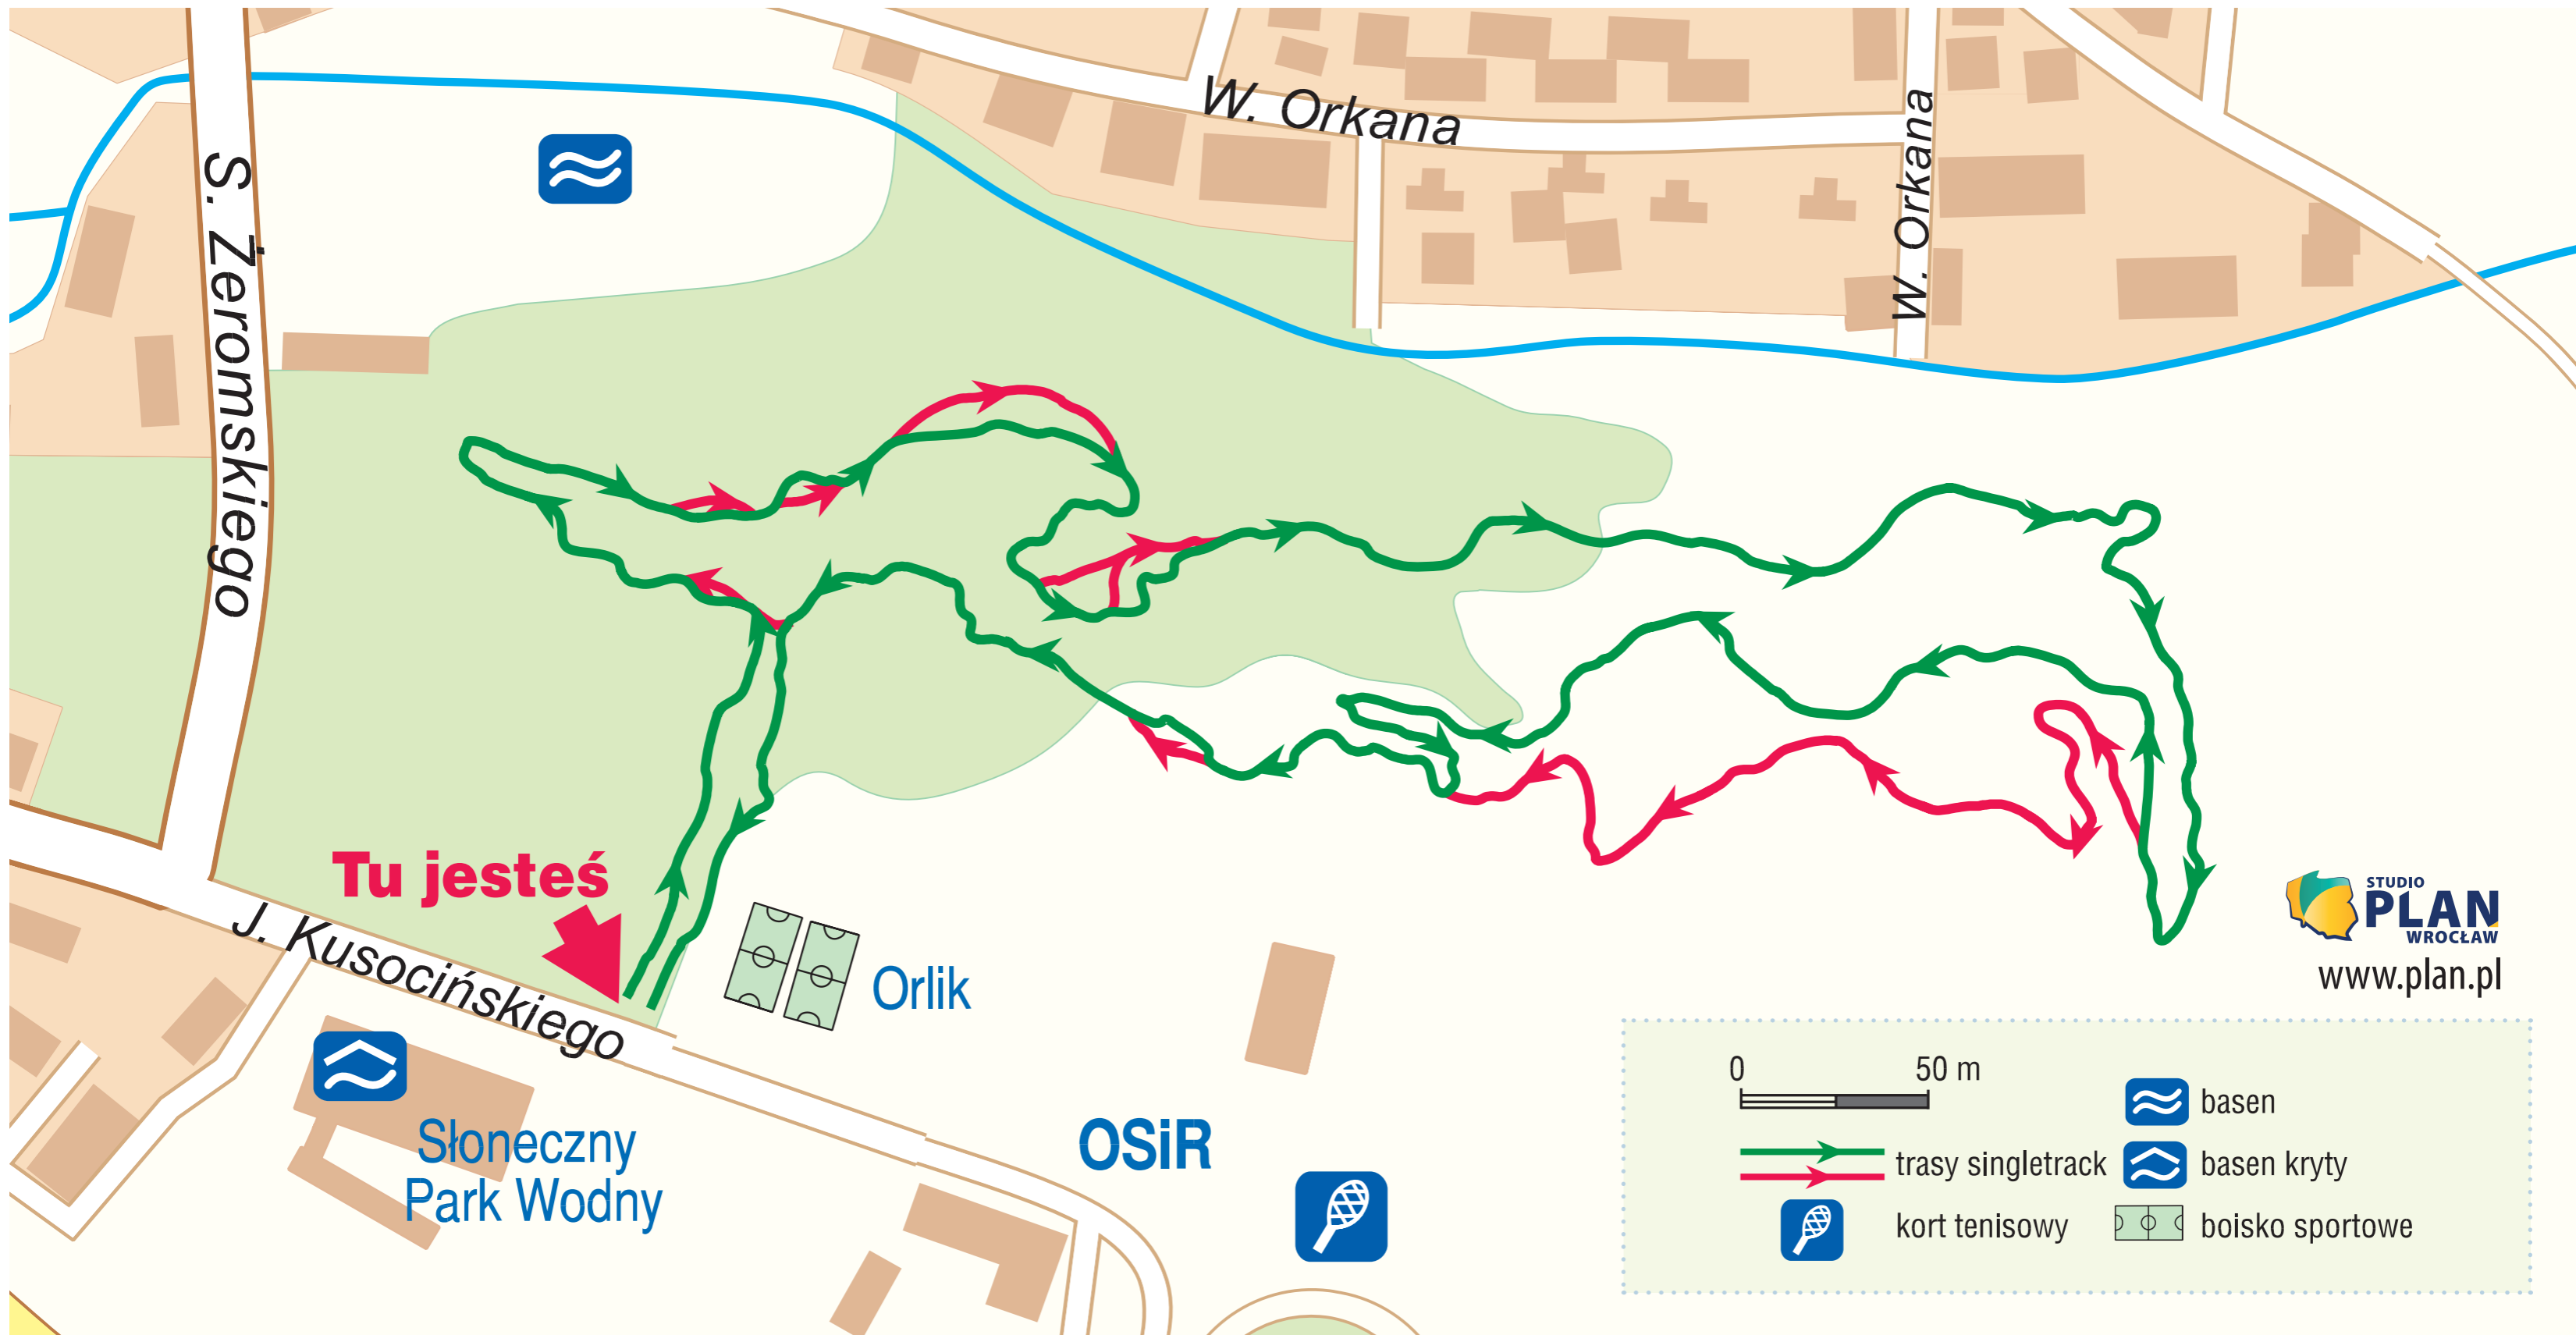 W. Orkana
W. Orkana
S. Żeromskiego
Tu jesteś
J. Kusocińskiego
Orlik
Słoneczny
Park Wodny
OSiR
STUDIO
PLAN
WROCŁAW
www.plan.pl
0 50 m
basen
trasy singletrack
basen kryty
kort tenisowy
boisko sportowe